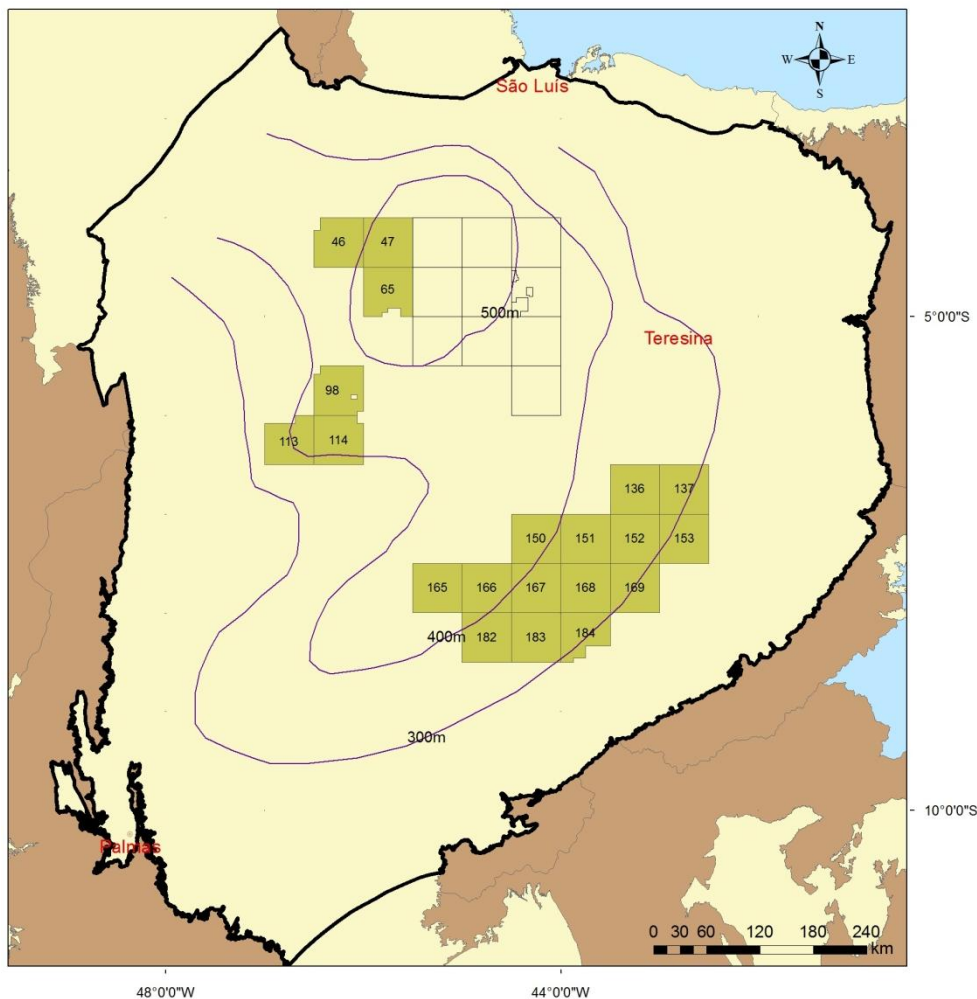 N
W E
S
São Luís
46 47
65
500m
5°0'0"S
Teresina
98
113 114
136 137
150 151 152 153
165 166 167 168 169
182 183 184
400m
300m
10°0'0"S
Palmas
0 30 60 120 180 240
km
48°0'0"W 44°0'0"W